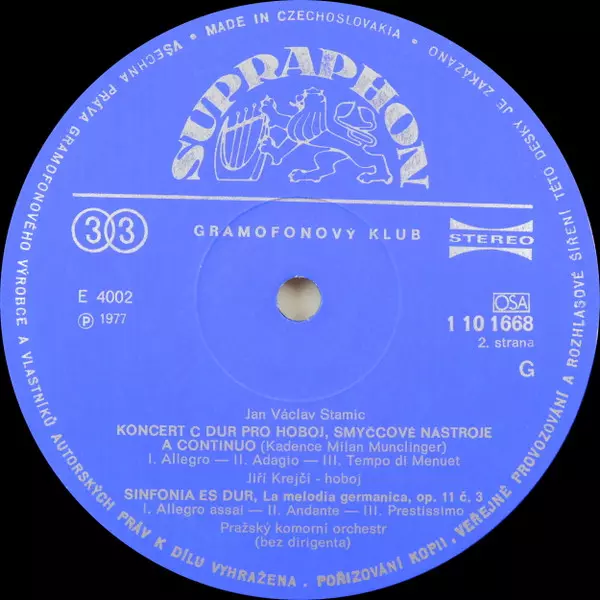 MADE IN CZECHOSLOVAKIA • VŠECHNA PRÁVA GRAMOFONOVÉHO VÝROBCE A VLASTNÍKŮ AUTORSKÝCH PRÁV K DÍLU VYHRAŽENA. POŘIZOVÁNÍ KOPII, VEŘEJNÉ PROVOZOVÁNÍ A ROZHLASOVÉ ŠÍŘENÍ TÉTO DESKY JE ZAKÁZÁNO •
SUPRAPHON
33
GRAMOFONOVÝ KLUB
STEREO
E 4002
OSA
Ⓟ 1977
1 10 1668
2. strana
G
Jan Václav Stamic
KONCERT C DUR PRO HOBOJ, SMYČCOVÉ NÁSTROJE
A CONTINUO (Kadence Milan Munclinger)
I. Allegro — II. Adagio — III. Tempo di Menuet
Jiří Krejčí - hoboj
SINFONIA ES DUR, La melodia germanica, op. 11 č. 3
I. Allegro assai — II. Andante — III. Prestissimo
Pražský komorní orchestr
(bez dirigenta)